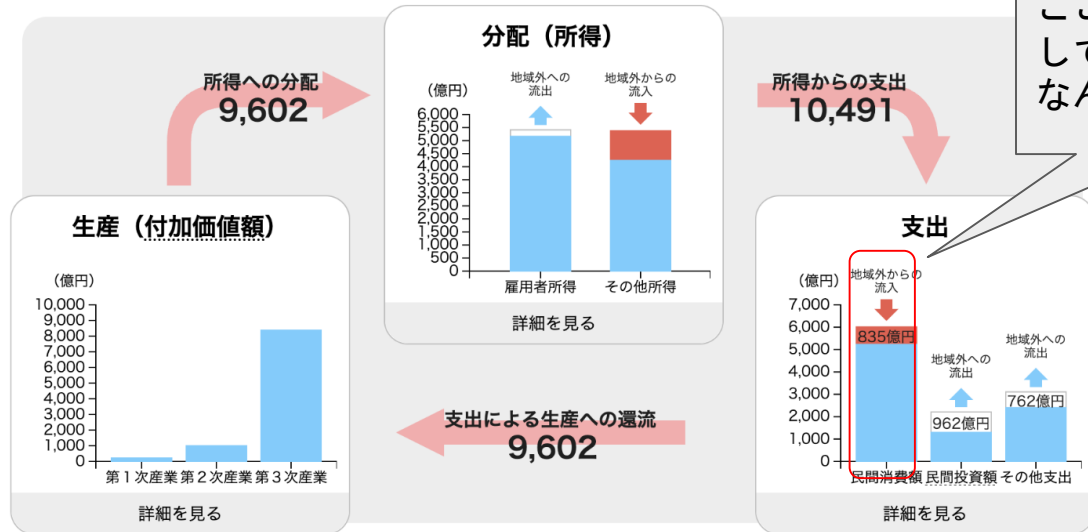 して
なん
分配（所得）
（億円）
地域外への
流出
地域外からの
流入
6,000
5,500
5,000
4,500
4,000
3,500
3,000
2,500
2,000
1,500
1,000
500
0
雇用者所得 その他所得
詳細を見る
所得への分配
9,602
所得からの支出
10,491
生産（付加価値額）
（億円）
10,000
9,000
8,000
7,000
6,000
5,000
4,000
3,000
2,000
1,000
0
第１次産業 第２次産業 第３次産業
詳細を見る
支出による生産への還流
9,602
支出
（億円）
地域外からの
流入
835億円
地域外への
流出
962億円
地域外への
流出
762億円
7,000
6,000
5,000
4,000
3,000
2,000
1,000
0
民間消費額 民間投資額 その他支出
詳細を見る